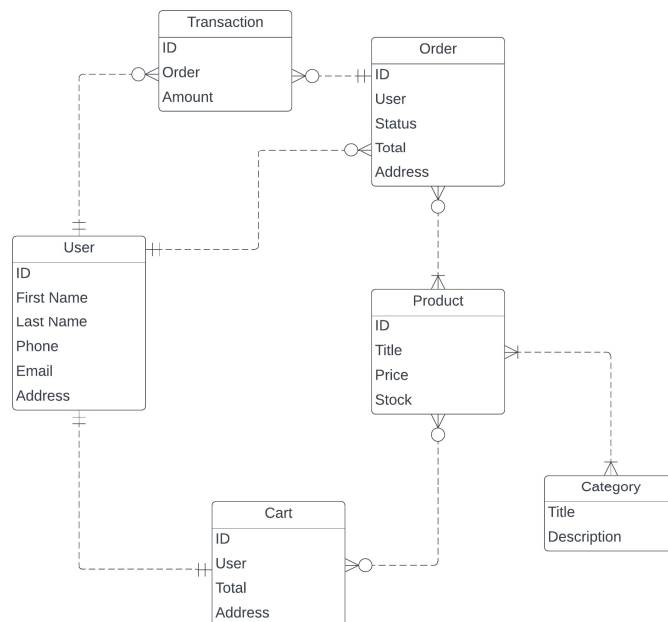 Transaction
ID
Order
Amount
Order
ID
User
Status
Total
Address
User
ID
First Name
Last Name
Phone
Email
Address
Product
ID
Title
Price
Stock
Category
Title
Description
Cart
ID
User
Total
Address